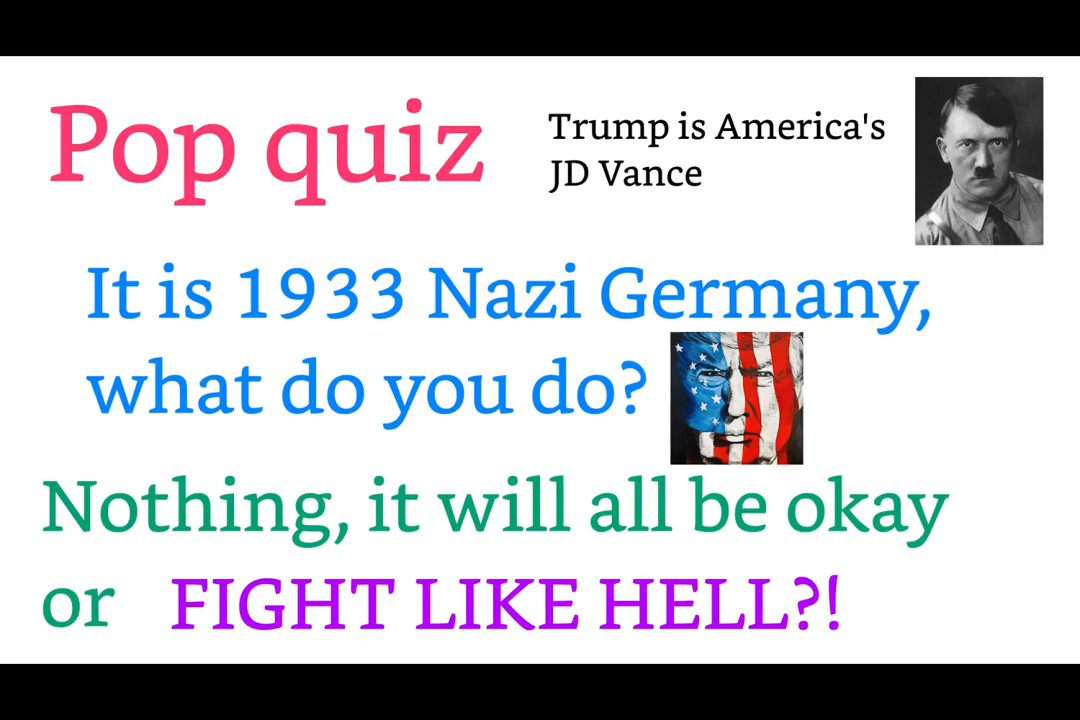 Pop quiz
Trump is America's
JD Vance
It is 1933 Nazi Germany,
what do you do?
Nothing, it will all be okay
or FIGHT LIKE HELL?!